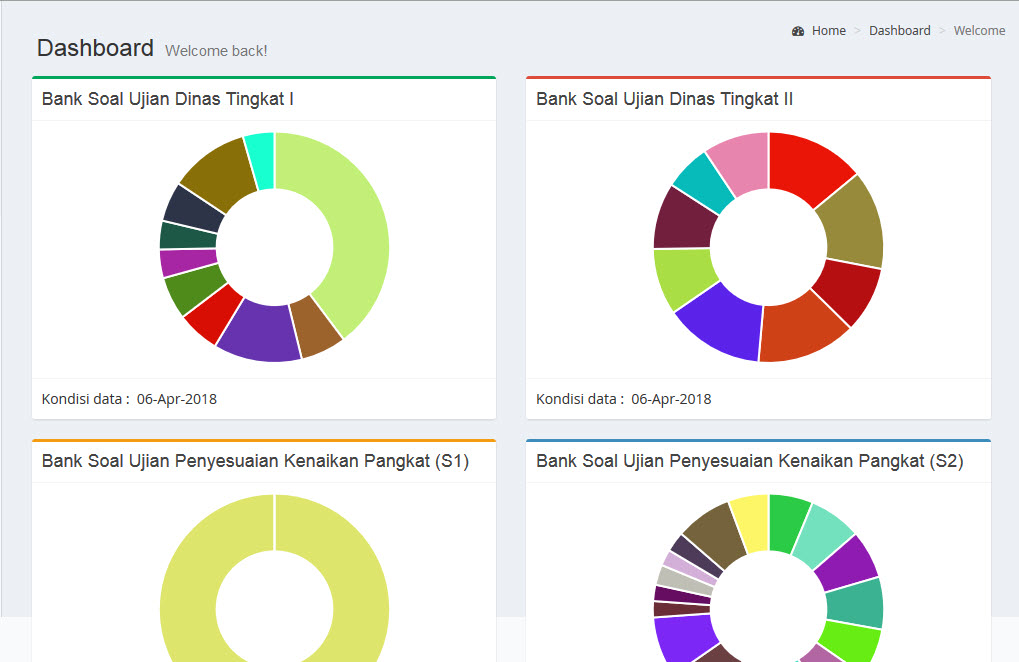 Dashboard Welcome back!
Home > Dashboard > Welcome
Bank Soal Ujian Dinas Tingkat I
Kondisi data : 06-Apr-2018
Bank Soal Ujian Dinas Tingkat II
Kondisi data : 06-Apr-2018
Bank Soal Ujian Penyesuaian Kenaikan Pangkat (S1)
Bank Soal Ujian Penyesuaian Kenaikan Pangkat (S2)